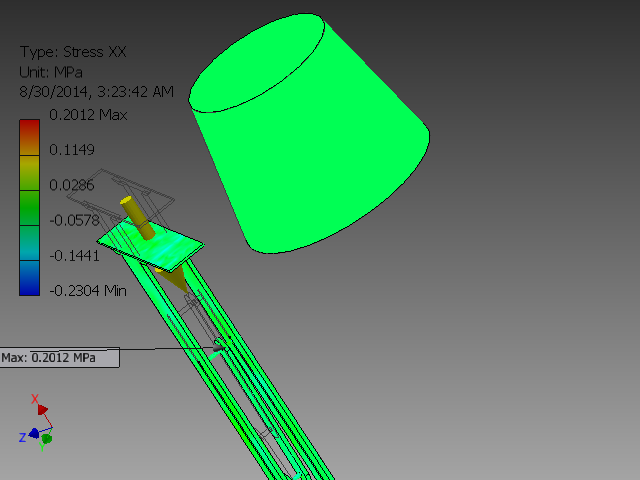 Type: Stress XX
Unit: MPa
8/30/2014, 3:23:42 AM
0.2012 Max
0.1149
0.0286
-0.0578
-0.1441
-0.2304 Min
Max: 0.2012 MPa
X
Z
Y